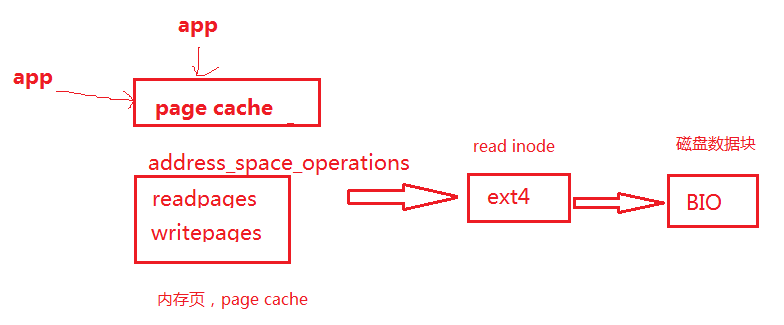 app
app
page cache
address_space_operations
readpages
writepages
内存页，page cache
read inode
ext4
磁盘数据块
BIO